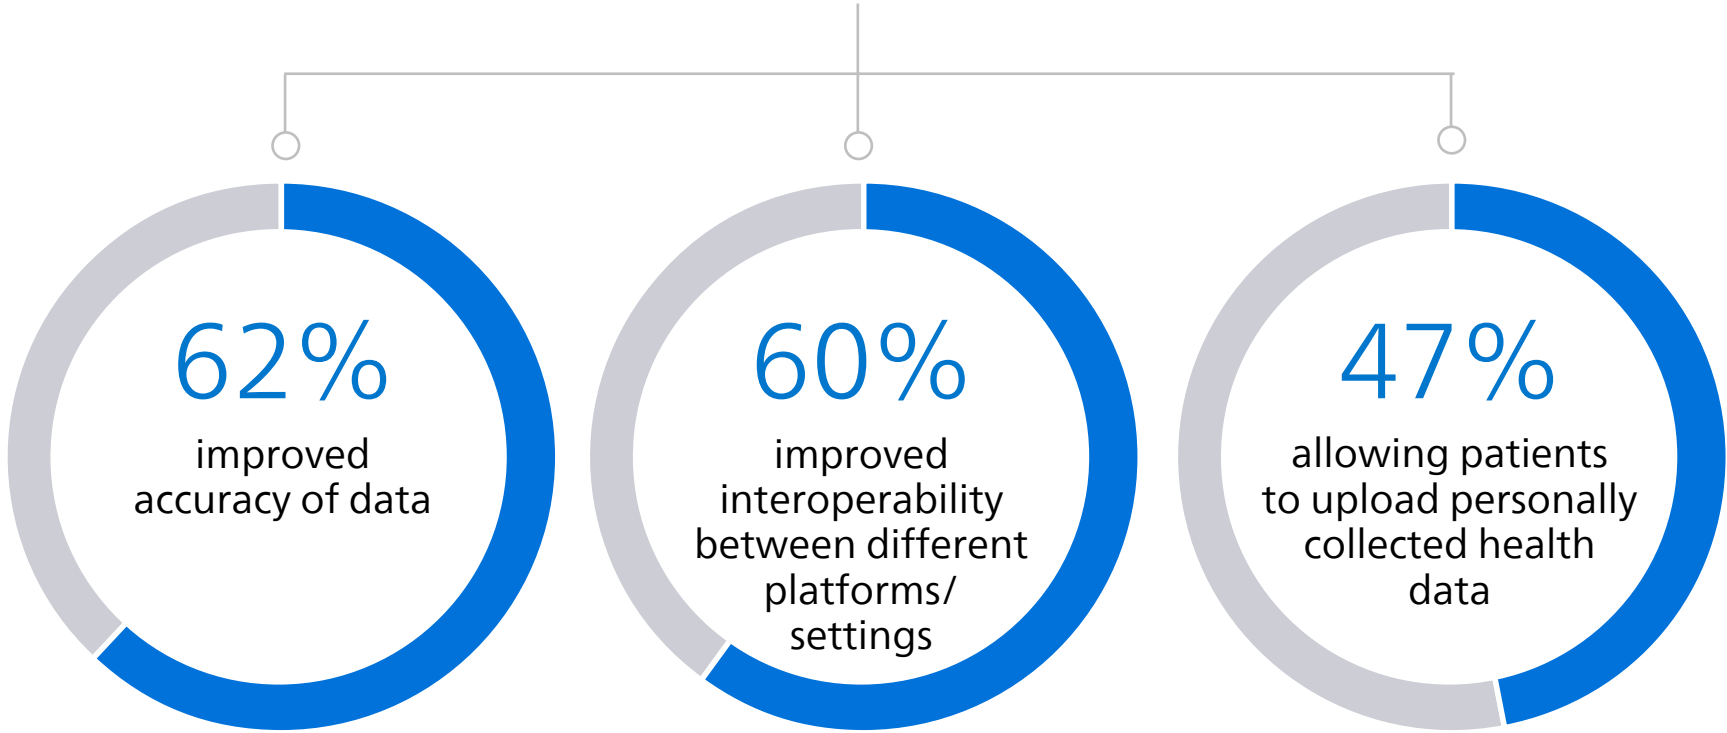 62%
improved
accuracy of data
60%
improved
interoperability
between different
platforms/
settings
47%
allowing patients
to upload personally
collected health
data